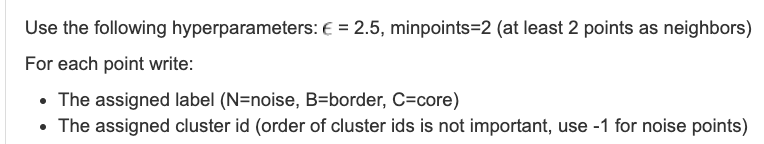 Use the following hyperparameters: ϵ = 2.5, minpoints=2 (at least 2 points as neighbors)
For each point write:
• The assigned label (N=noise, B=border, C=core)
• The assigned cluster id (order of cluster ids is not important, use -1 for noise points)